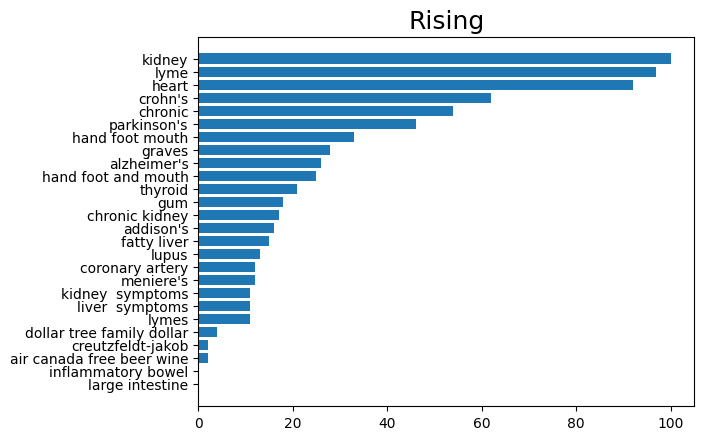 Rising
kidney
lyme
heart
crohn's
chronic
parkinson's
hand foot mouth
graves
alzheimer's
hand foot and mouth
thyroid
gum
chronic kidney
addison's
fatty liver
lupus
coronary artery
meniere's
kidney  symptoms
liver  symptoms
lymes
dollar tree family dollar
creutzfeldt-jakob
air canada free beer wine
inflammatory bowel
large intestine
0 20 40 60 80 100